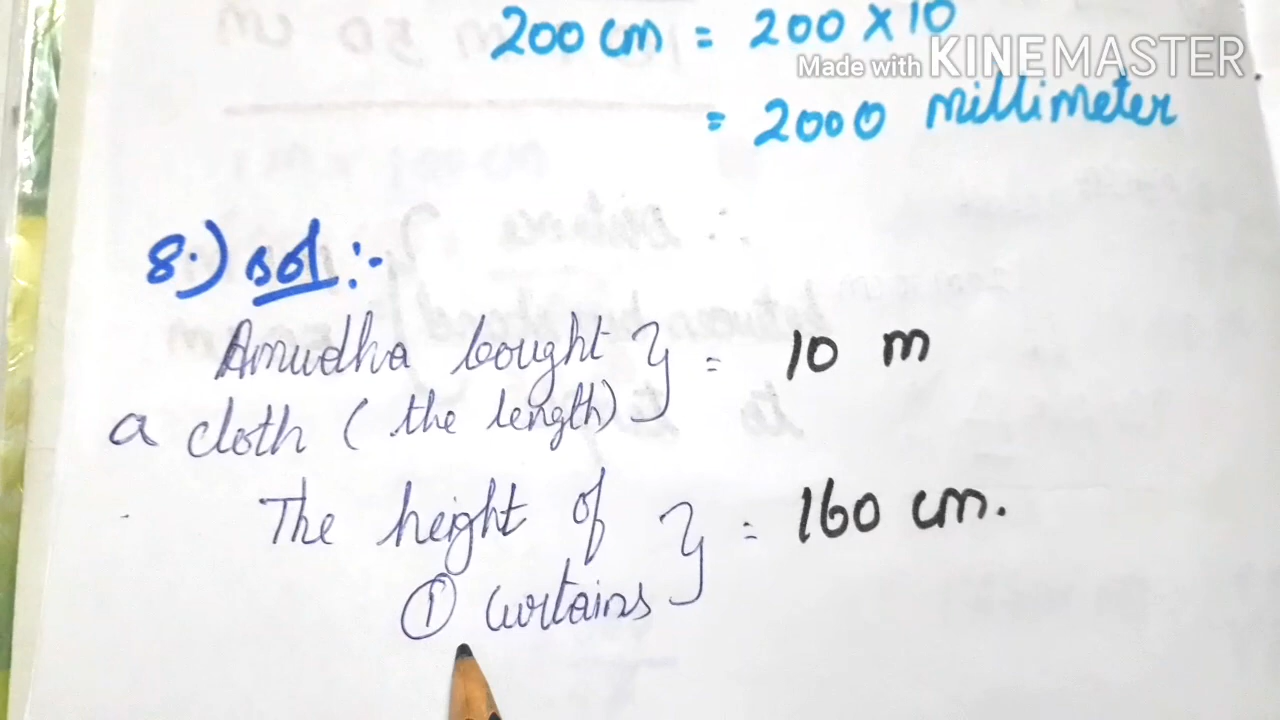 200 cm = 200 x 10
Made with KINEMASTER
= 2000 millimeter
8.) sol :-
Amudha bought } = 10 m
a cloth ( the length)
The height of } = 160 cm.
① curtains